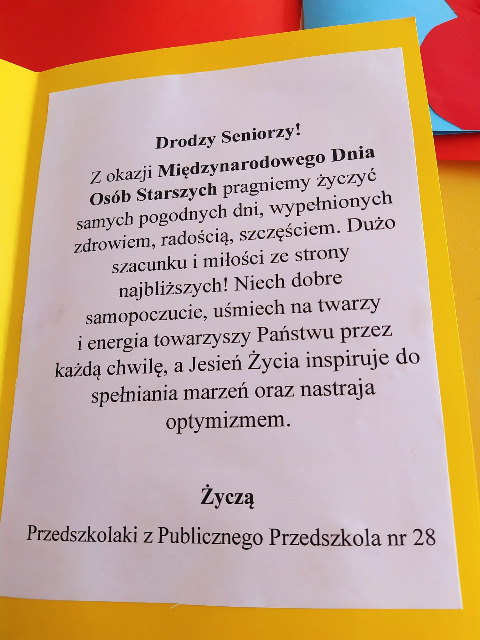 Drodzy Seniorzy!
Z okazji Międzynarodowego Dnia
Osób Starszych pragniemy życzyć
samych pogodnych dni, wypełnionych
zdrowiem, radością, szczęściem. Dużo
szacunku i miłości ze strony
najbliższych! Niech dobre
samopoczucie, uśmiech na twarzy
i energia towarzyszy Państwu przez
każdą chwilę, a Jesień Życia inspiruje do
spełniania marzeń oraz nastraja
optymizmem.
Życzą
Przedszkolaki z Publicznego Przedszkola nr 28